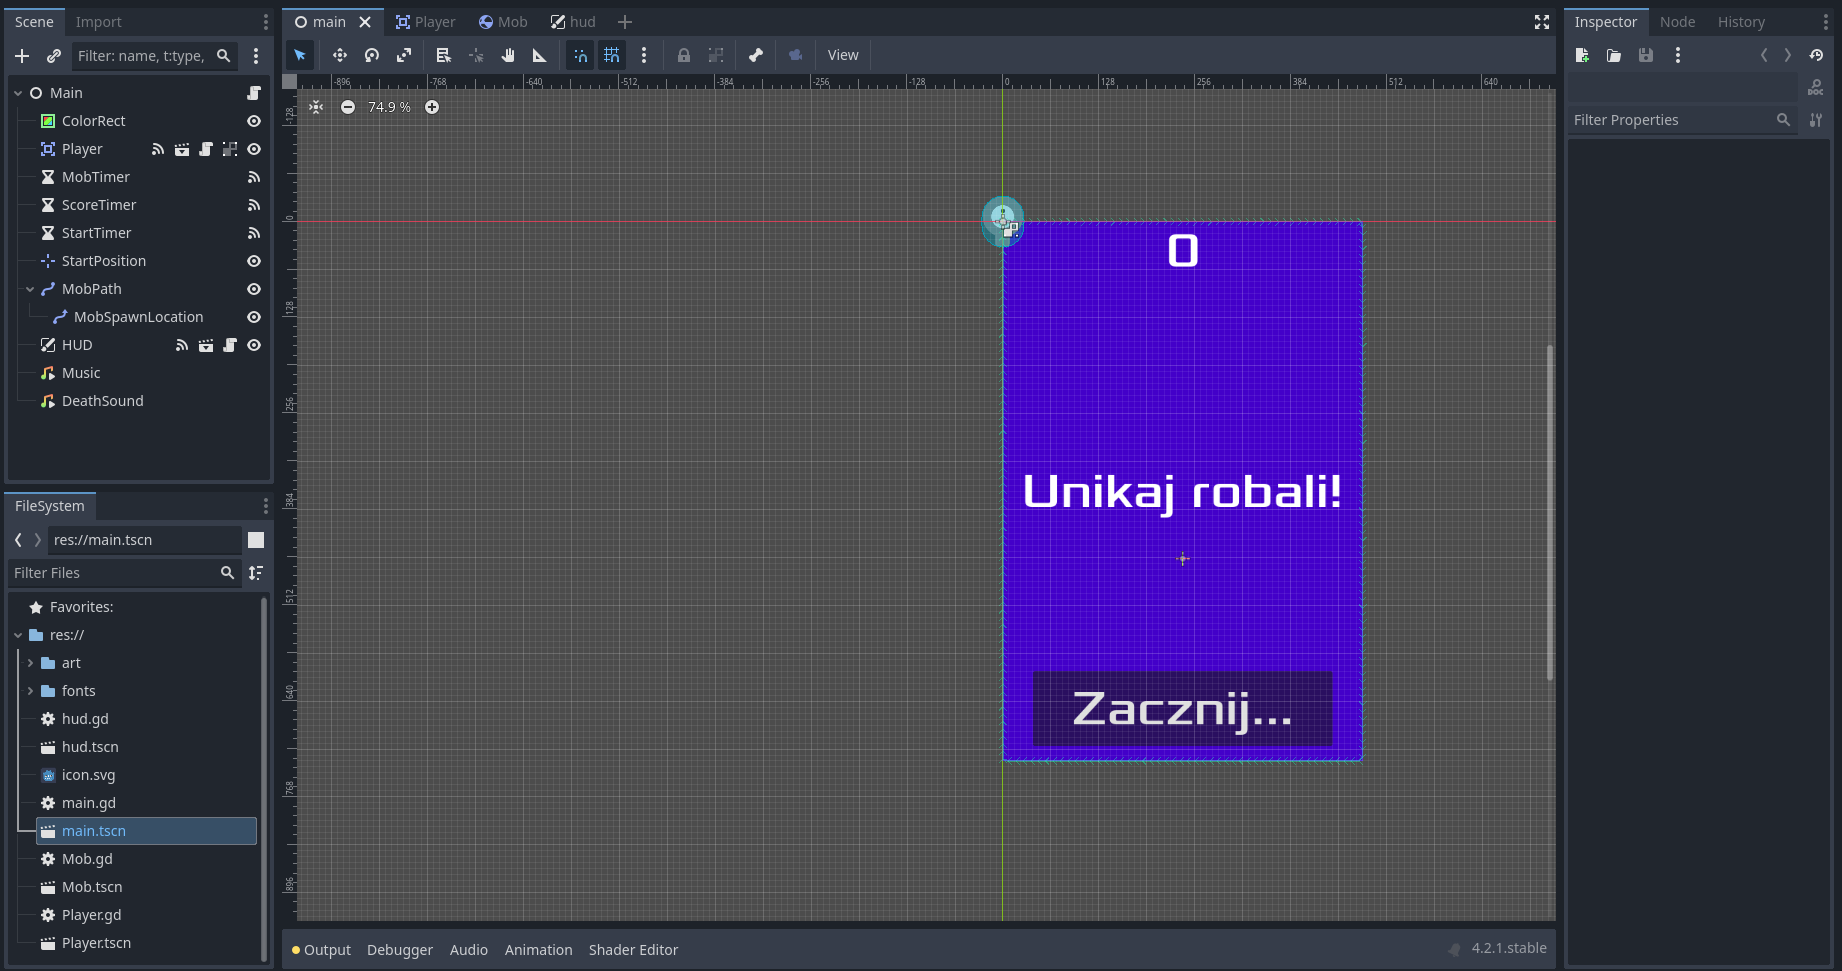 Scene Import
Filter: name, t:type,
Main
ColorRect
Player
MobTimer
ScoreTimer
StartTimer
StartPosition
MobPath
MobSpawnLocation
HUD
Music
DeathSound
FileSystem
res://main.tscn
Filter Files
Favorites:
res://
art
fonts
hud.gd
hud.tscn
icon.svg
main.gd
main.tscn
Mob.gd
Mob.tscn
Player.gd
Player.tscn
main Player Mob hud
View
-896 -768 -640 -512 -384 -256 -128 0 128 256 384 512 640
74.9 %
-128
0
128
256
384
512
640
768
896
0
Unikaj robali!
Zacznij...
Output Debugger Audio Animation Shader Editor
4.2.1.stable
Inspector Node History
DOC
Filter Properties